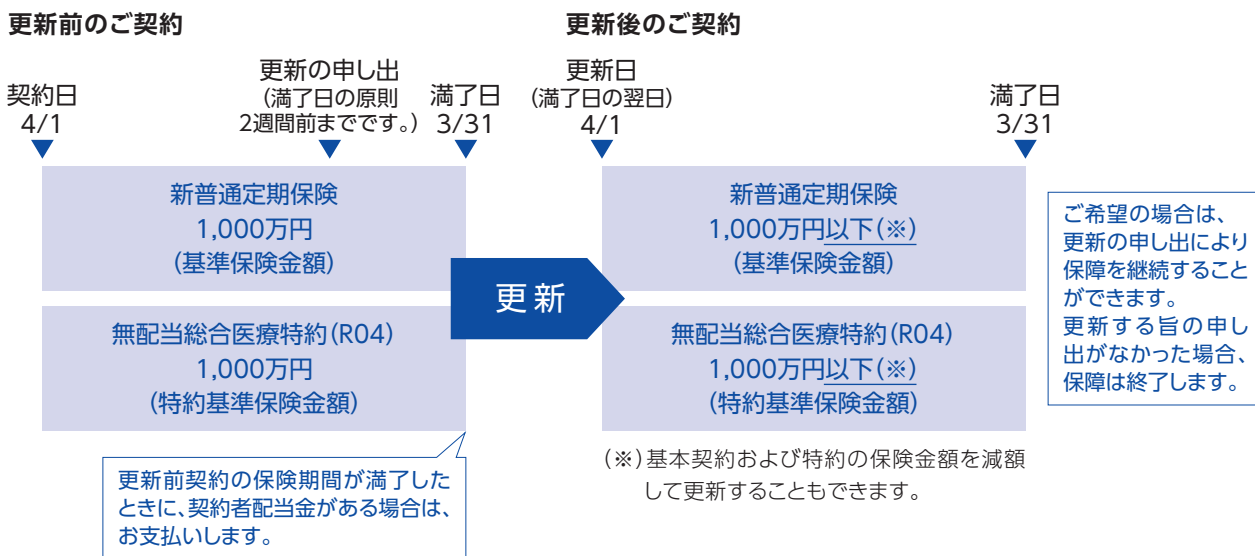 更新前のご契約
契約日
4/1
更新の申し出
(満了日の原則
2週間前までです。)
満了日
3/31
新普通定期保険
1,000万円
(基準保険金額)
無配当総合医療特約(R04)
1,000万円
(特約基準保険金額)
更新前契約の保険期間が満了した
ときに、契約者配当金がある場合は、
お支払いします。
更新
更新後のご契約
更新日
(満了日の翌日)
4/1
満了日
3/31
新普通定期保険
1,000万円以下(※)
(基準保険金額)
無配当総合医療特約(R04)
1,000万円以下(※)
(特約基準保険金額)
(※)基本契約および特約の保険金額を減額
して更新することもできます。
ご希望の場合は、
更新の申し出により
保障を継続すること
ができます。
更新する旨の申し
出がなかった場合、
保障は終了します。